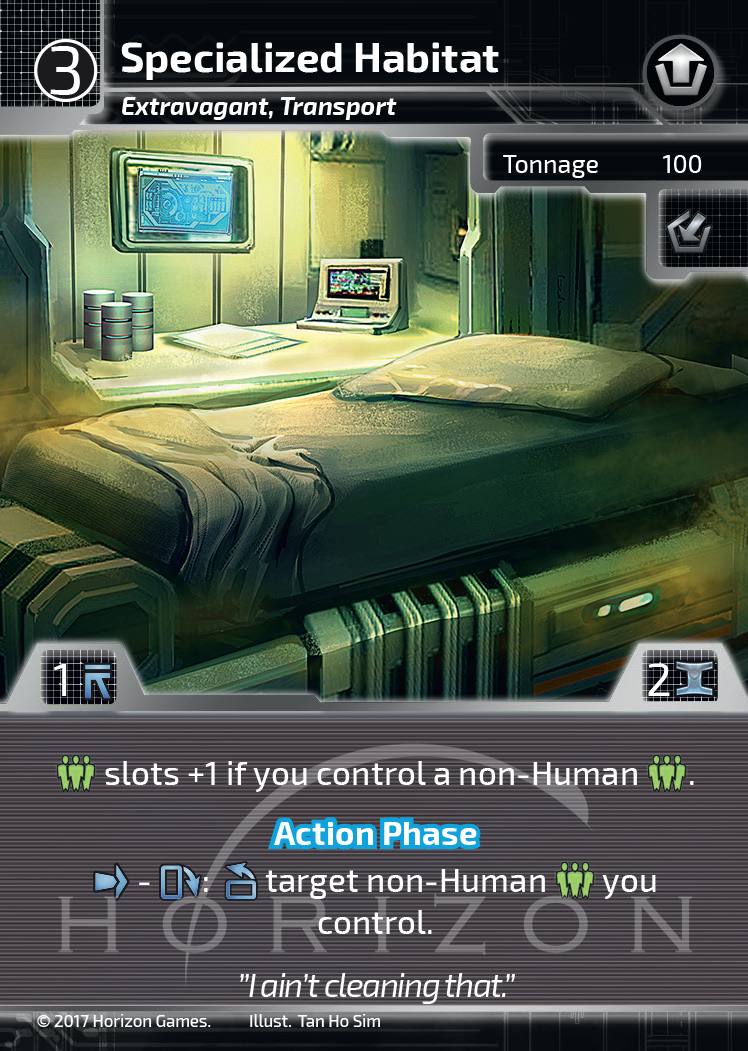 3
Specialized Habitat
Extravagant, Transport
Tonnage 100
1
2
slots +1 if you control a non-Human .
Action Phase
- : target non-Human you
control.
HORIZON
"I ain't cleaning that."
© 2017 Horizon Games. Illust. Tan Ho Sim